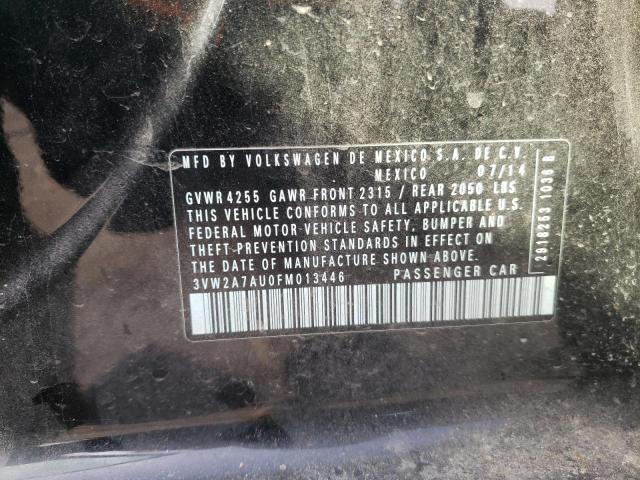 MFD BY VOLKSWAGEN DE MEXICO S.A. DE C.V.
MEXICO 07/14
GVWR 4255 GAWR FRONT 2315 / REAR 2050 LBS
THIS VEHICLE CONFORMS TO ALL APPLICABLE U.S.
FEDERAL MOTOR VEHICLE SAFETY, BUMPER AND
THEFT-PREVENTION STANDARDS IN EFFECT ON
THE DATE OF MANUFACTURE SHOWN ABOVE.
3VW2A7AU0FM013446 PASSENGER CAR
2918263 1038 B